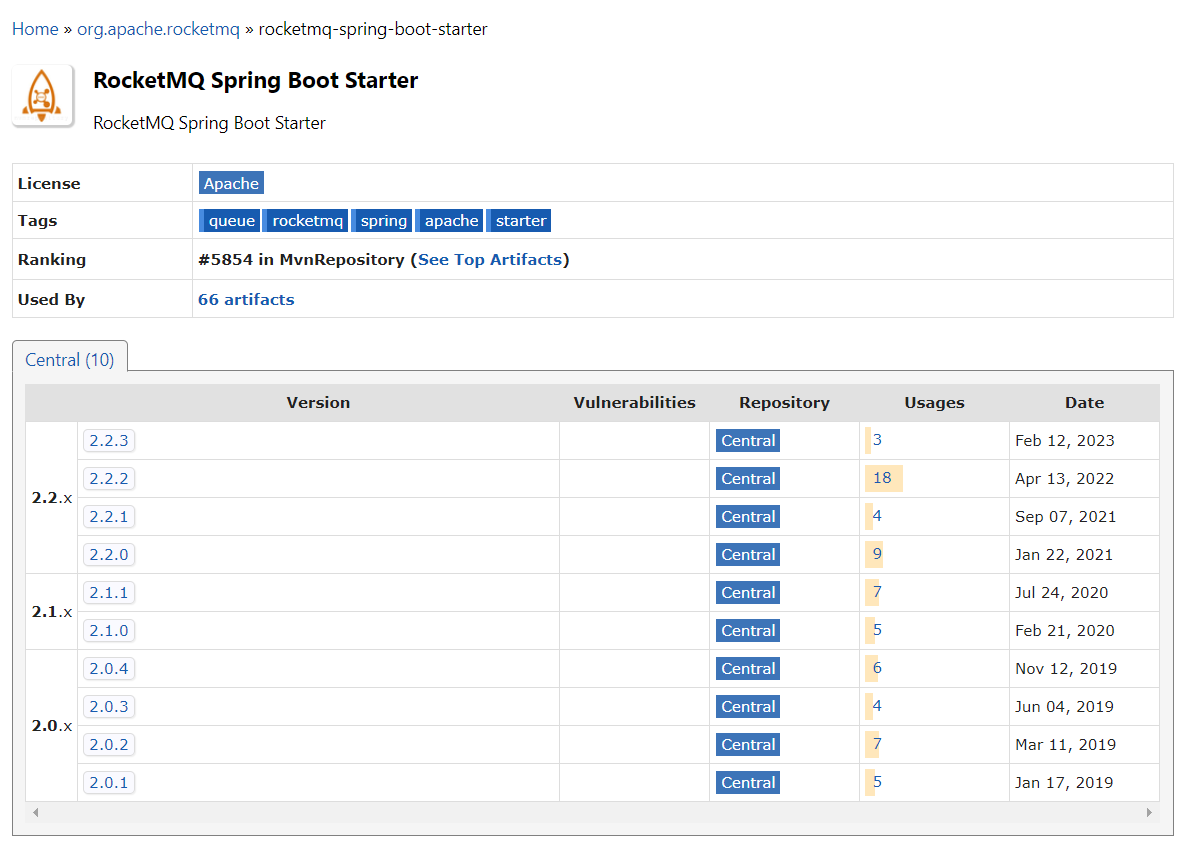 Home » org.apache.rocketmq » rocketmq-spring-boot-starter
RocketMQ Spring Boot Starter
RocketMQ Spring Boot Starter
License Apache
Tags queue rocketmq spring apache starter
Ranking #5854 in MvnRepository (See Top Artifacts)
Used By 66 artifacts
Central (10)
Version Vulnerabilities Repository Usages Date
2.2.3 Central 3 Feb 12, 2023
2.2.2 Central 18 Apr 13, 2022
2.2.x
2.2.1 Central 4 Sep 07, 2021
2.2.0 Central 9 Jan 22, 2021
2.1.1 Central 7 Jul 24, 2020
2.1.x
2.1.0 Central 5 Feb 21, 2020
2.0.4 Central 6 Nov 12, 2019
2.0.3 Central 4 Jun 04, 2019
2.0.x
2.0.2 Central 7 Mar 11, 2019
2.0.1 Central 5 Jan 17, 2019